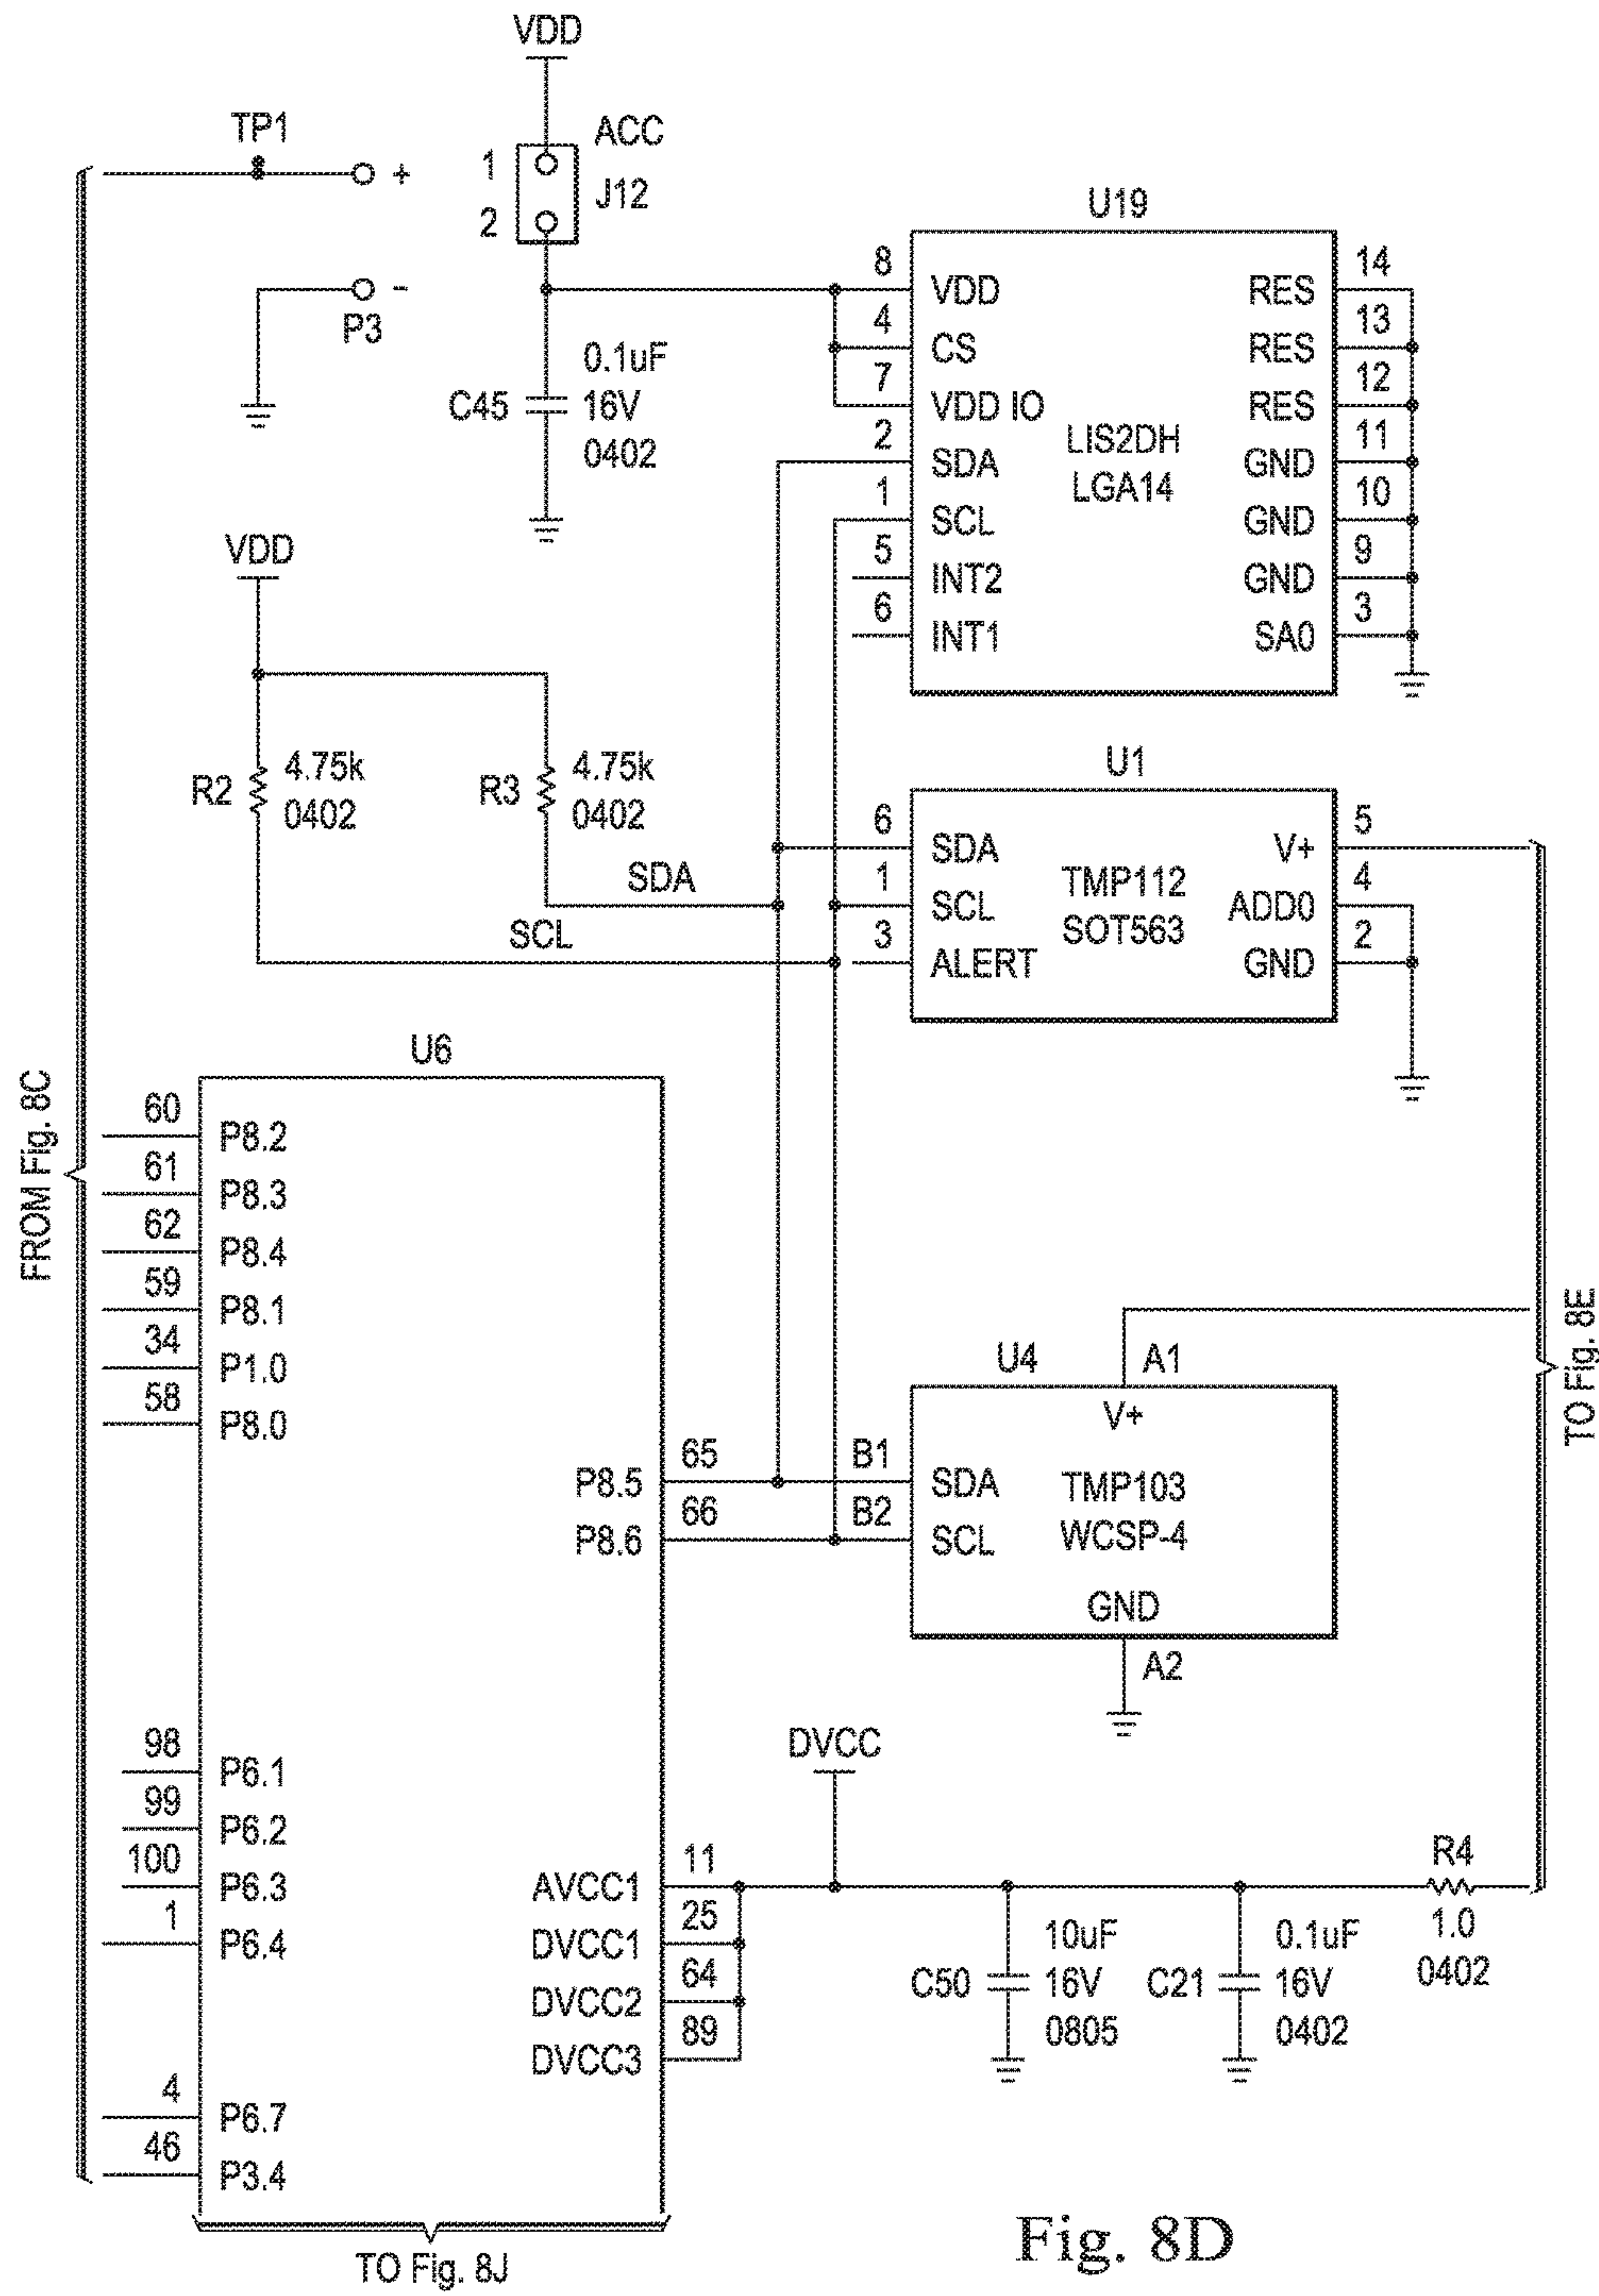 VDD
TP1
+
1
2
ACC
J12
-
P3
C45
0.1uF
16V
0402
U19
8
4
7
2
1
5
6
VDD
CS
VDD IO
SDA
SCL
INT2
INT1
LIS2DH
LGA14
RES
RES
RES
GND
GND
GND
SA0
14
13
12
11
10
9
3
VDD
R2
4.75k
0402
R3
4.75k
0402
SDA
SCL
U1
6
1
3
SDA
SCL
ALERT
TMP112
SOT563
V+
ADD0
GND
5
4
2
FROM Fig. 8C
U6
60
61
62
59
34
58
P8.2
P8.3
P8.4
P8.1
P1.0
P8.0
P8.5
P8.6
65
66
B1
B2
U4
A1
V+
SDA
SCL
TMP103
WCSP-4
GND
A2
TO Fig. 8E
98
99
100
1
4
46
P6.1
P6.2
P6.3
P6.4
P6.7
P3.4
AVCC1
DVCC1
DVCC2
DVCC3
11
25
64
89
DVCC
C50
10uF
16V
0805
C21
0.1uF
16V
0402
R4
1.0
0402
TO Fig. 8J
Fig. 8D